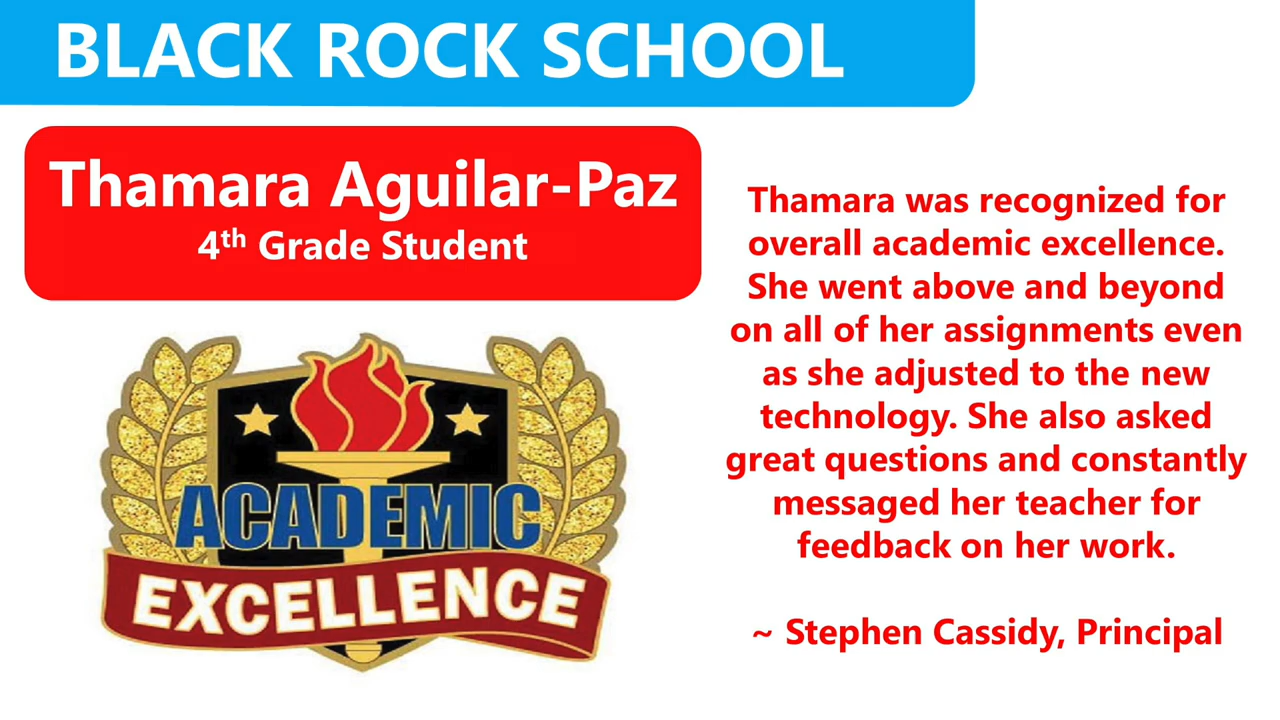 BLACK ROCK SCHOOL
Thamara Aguilar-Paz
4th Grade Student
Thamara was recognized for
overall academic excellence.
She went above and beyond
on all of her assignments even
as she adjusted to the new
technology. She also asked
great questions and constantly
messaged her teacher for
feedback on her work.
~ Stephen Cassidy, Principal
ACADEMIC
EXCELLENCE